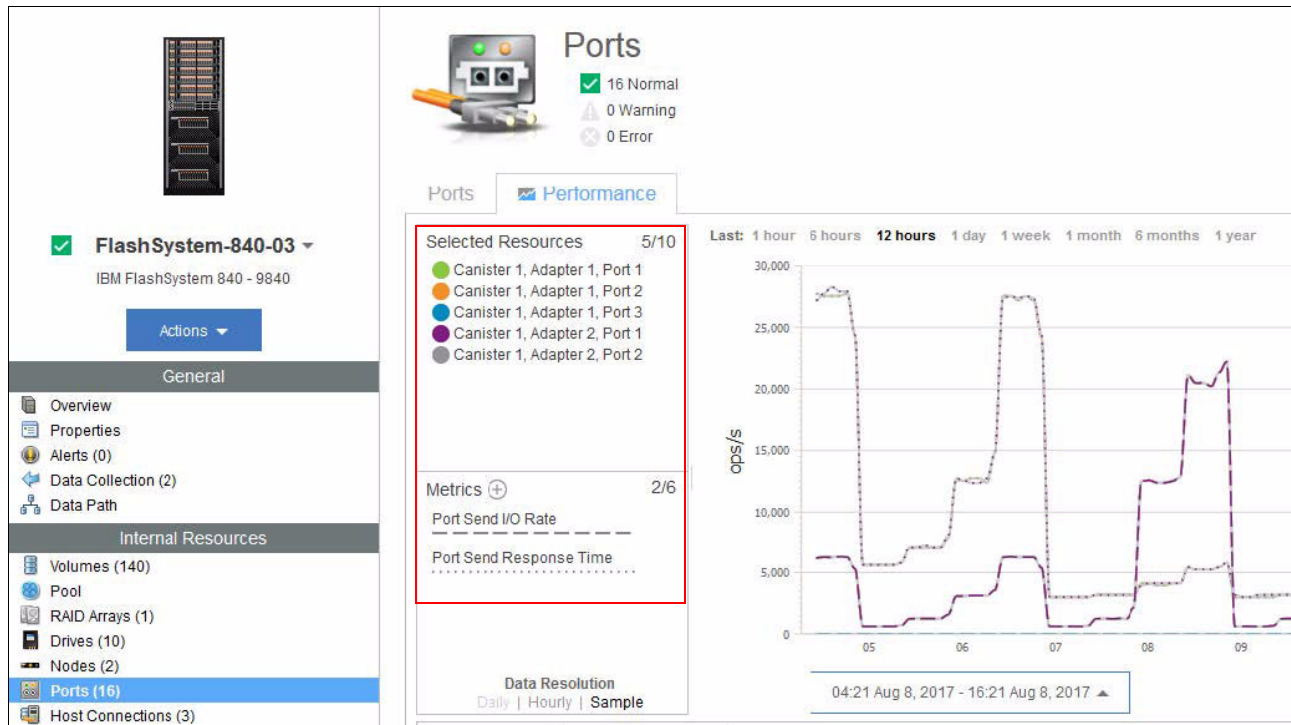 FlashSystem-840-03
IBM FlashSystem 840 - 9840
Actions
General
Overview
Properties
Alerts (0)
Data Collection (2)
Data Path
Internal Resources
Volumes (140)
Pool
RAID Arrays (1)
Drives (10)
Nodes (2)
Ports (16)
Host Connections (3)
Ports
16 Normal
0 Warning
0 Error
Ports Performance
Selected Resources 5/10
Canister 1, Adapter 1, Port 1
Canister 1, Adapter 1, Port 2
Canister 1, Adapter 1, Port 3
Canister 1, Adapter 2, Port 1
Canister 1, Adapter 2, Port 2
Metrics 2/6
Port Send I/O Rate
Port Send Response Time
Data Resolution
Daily | Hourly | Sample
Last: 1 hour 6 hours 12 hours 1 day 1 week 1 month 6 months 1 year
ops/s
30,000
25,000
20,000
15,000
10,000
5,000
0
05 06 07 08 09
04:21 Aug 8, 2017 - 16:21 Aug 8, 2017